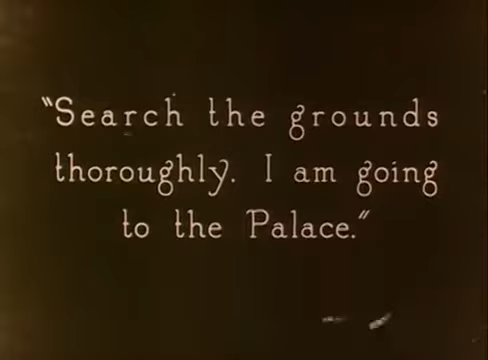 "Search the grounds
thoroughly. I am going
to the Palace."